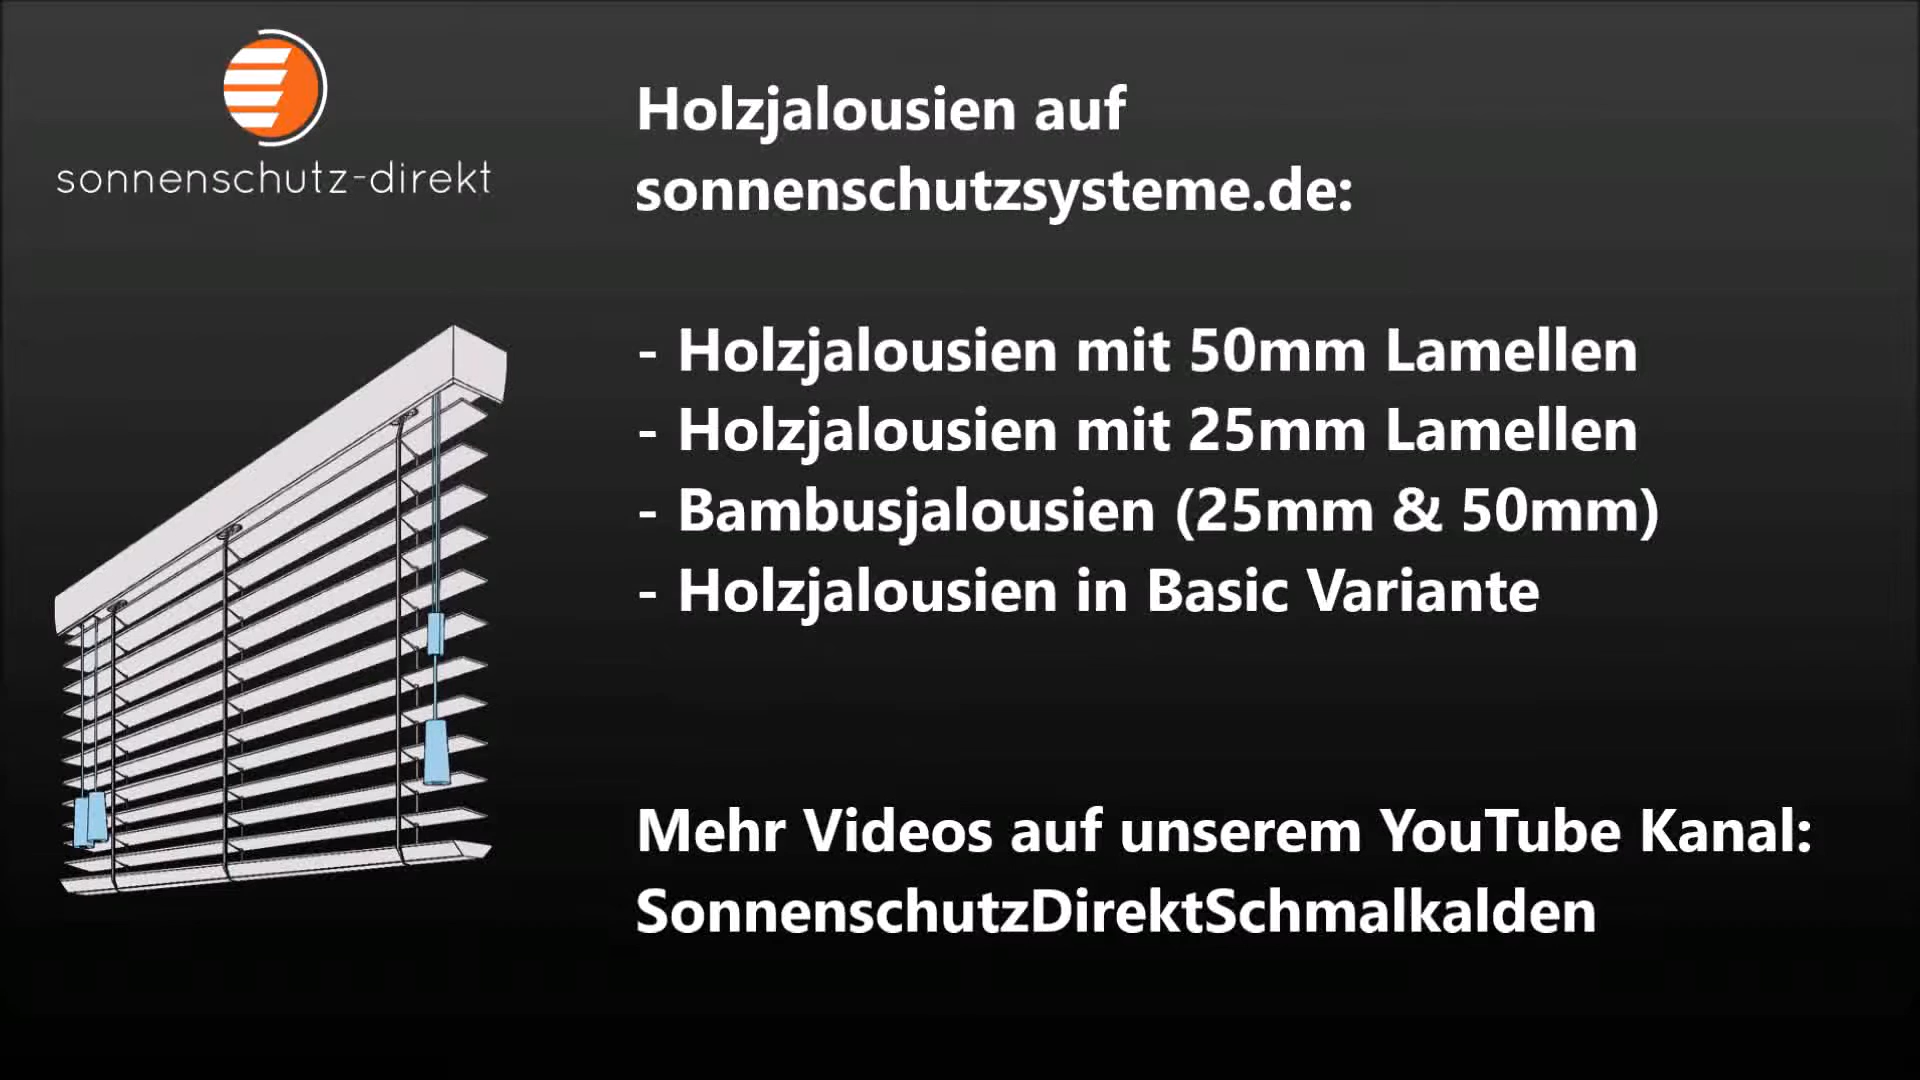 sonnenschutz-direkt
Holzjalousien auf
sonnenschutzsysteme.de:
- Holzjalousien mit 50mm Lamellen
- Holzjalousien mit 25mm Lamellen
- Bambusjalousien (25mm & 50mm)
- Holzjalousien in Basic Variante
Mehr Videos auf unserem YouTube Kanal:
SonnenschutzDirektSchmalkalden